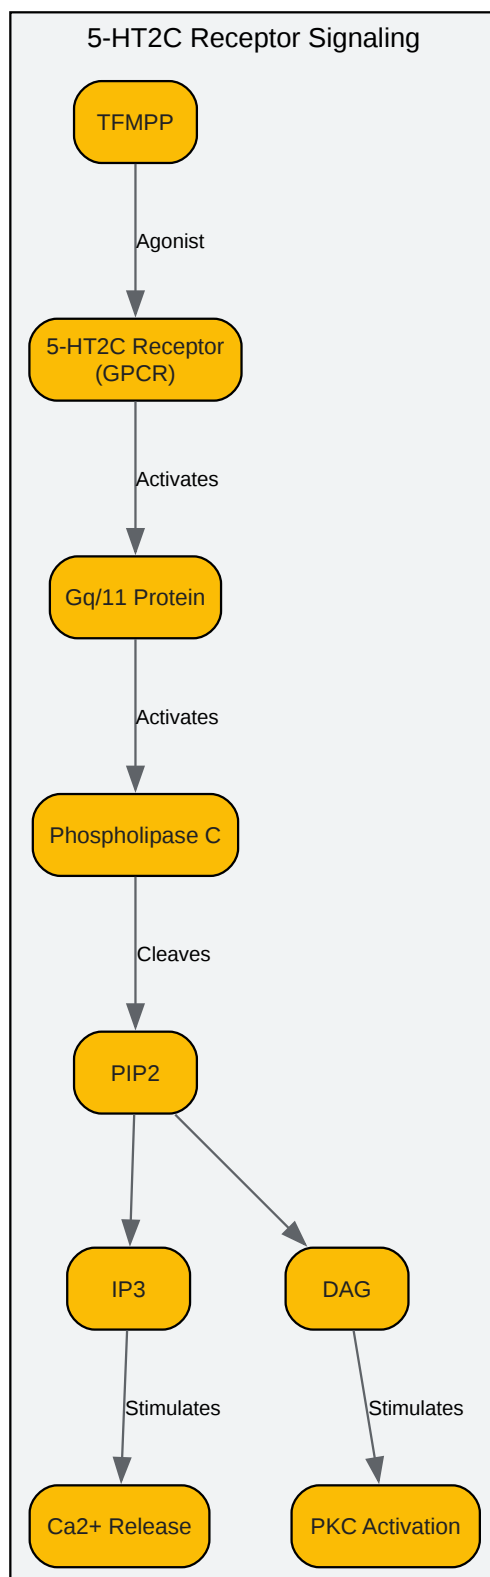 5-HT2C Receptor Signaling
TFMPP
Agonist
5-HT2C Receptor
(GPCR)
Activates
Gq/11 Protein
Activates
Phospholipase C
Cleaves
PIP2
IP3
DAG
Stimulates
Stimulates
Ca2+ Release
PKC Activation